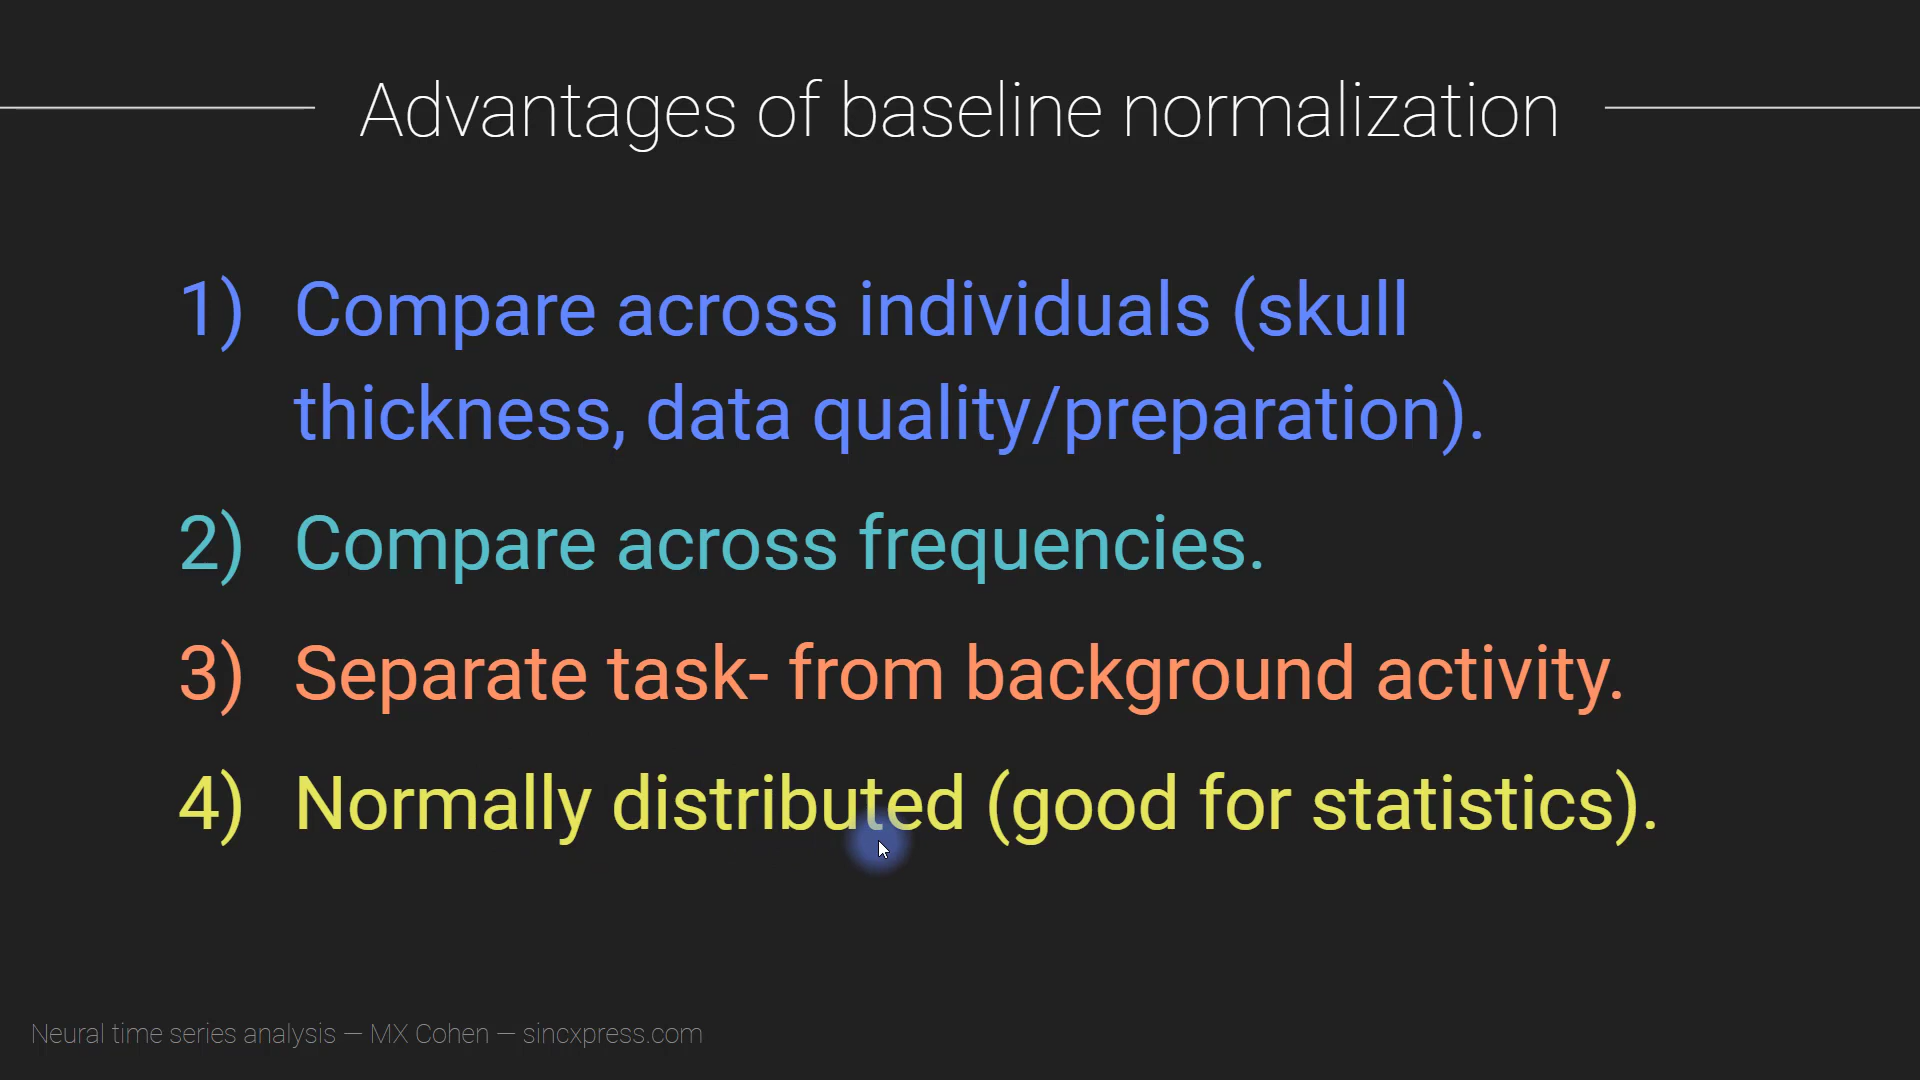 Advantages of baseline normalization
1) Compare across individuals (skull
thickness, data quality/preparation).
2) Compare across frequencies.
3) Separate task- from background activity.
4) Normally distributed (good for statistics).
Neural time series analysis — MX Cohen — sincxpress.com